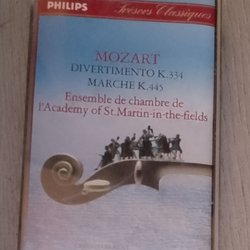 PHILIPS Trésors Classiques
MOZART
DIVERTIMENTO K.334
MARCHE K.445
Ensemble de chambre de
l'Academy of St. Martin-in-the-fields